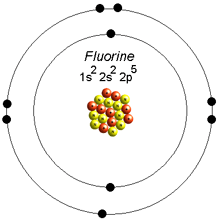 Fluorine
1s² 2s² 2p⁵